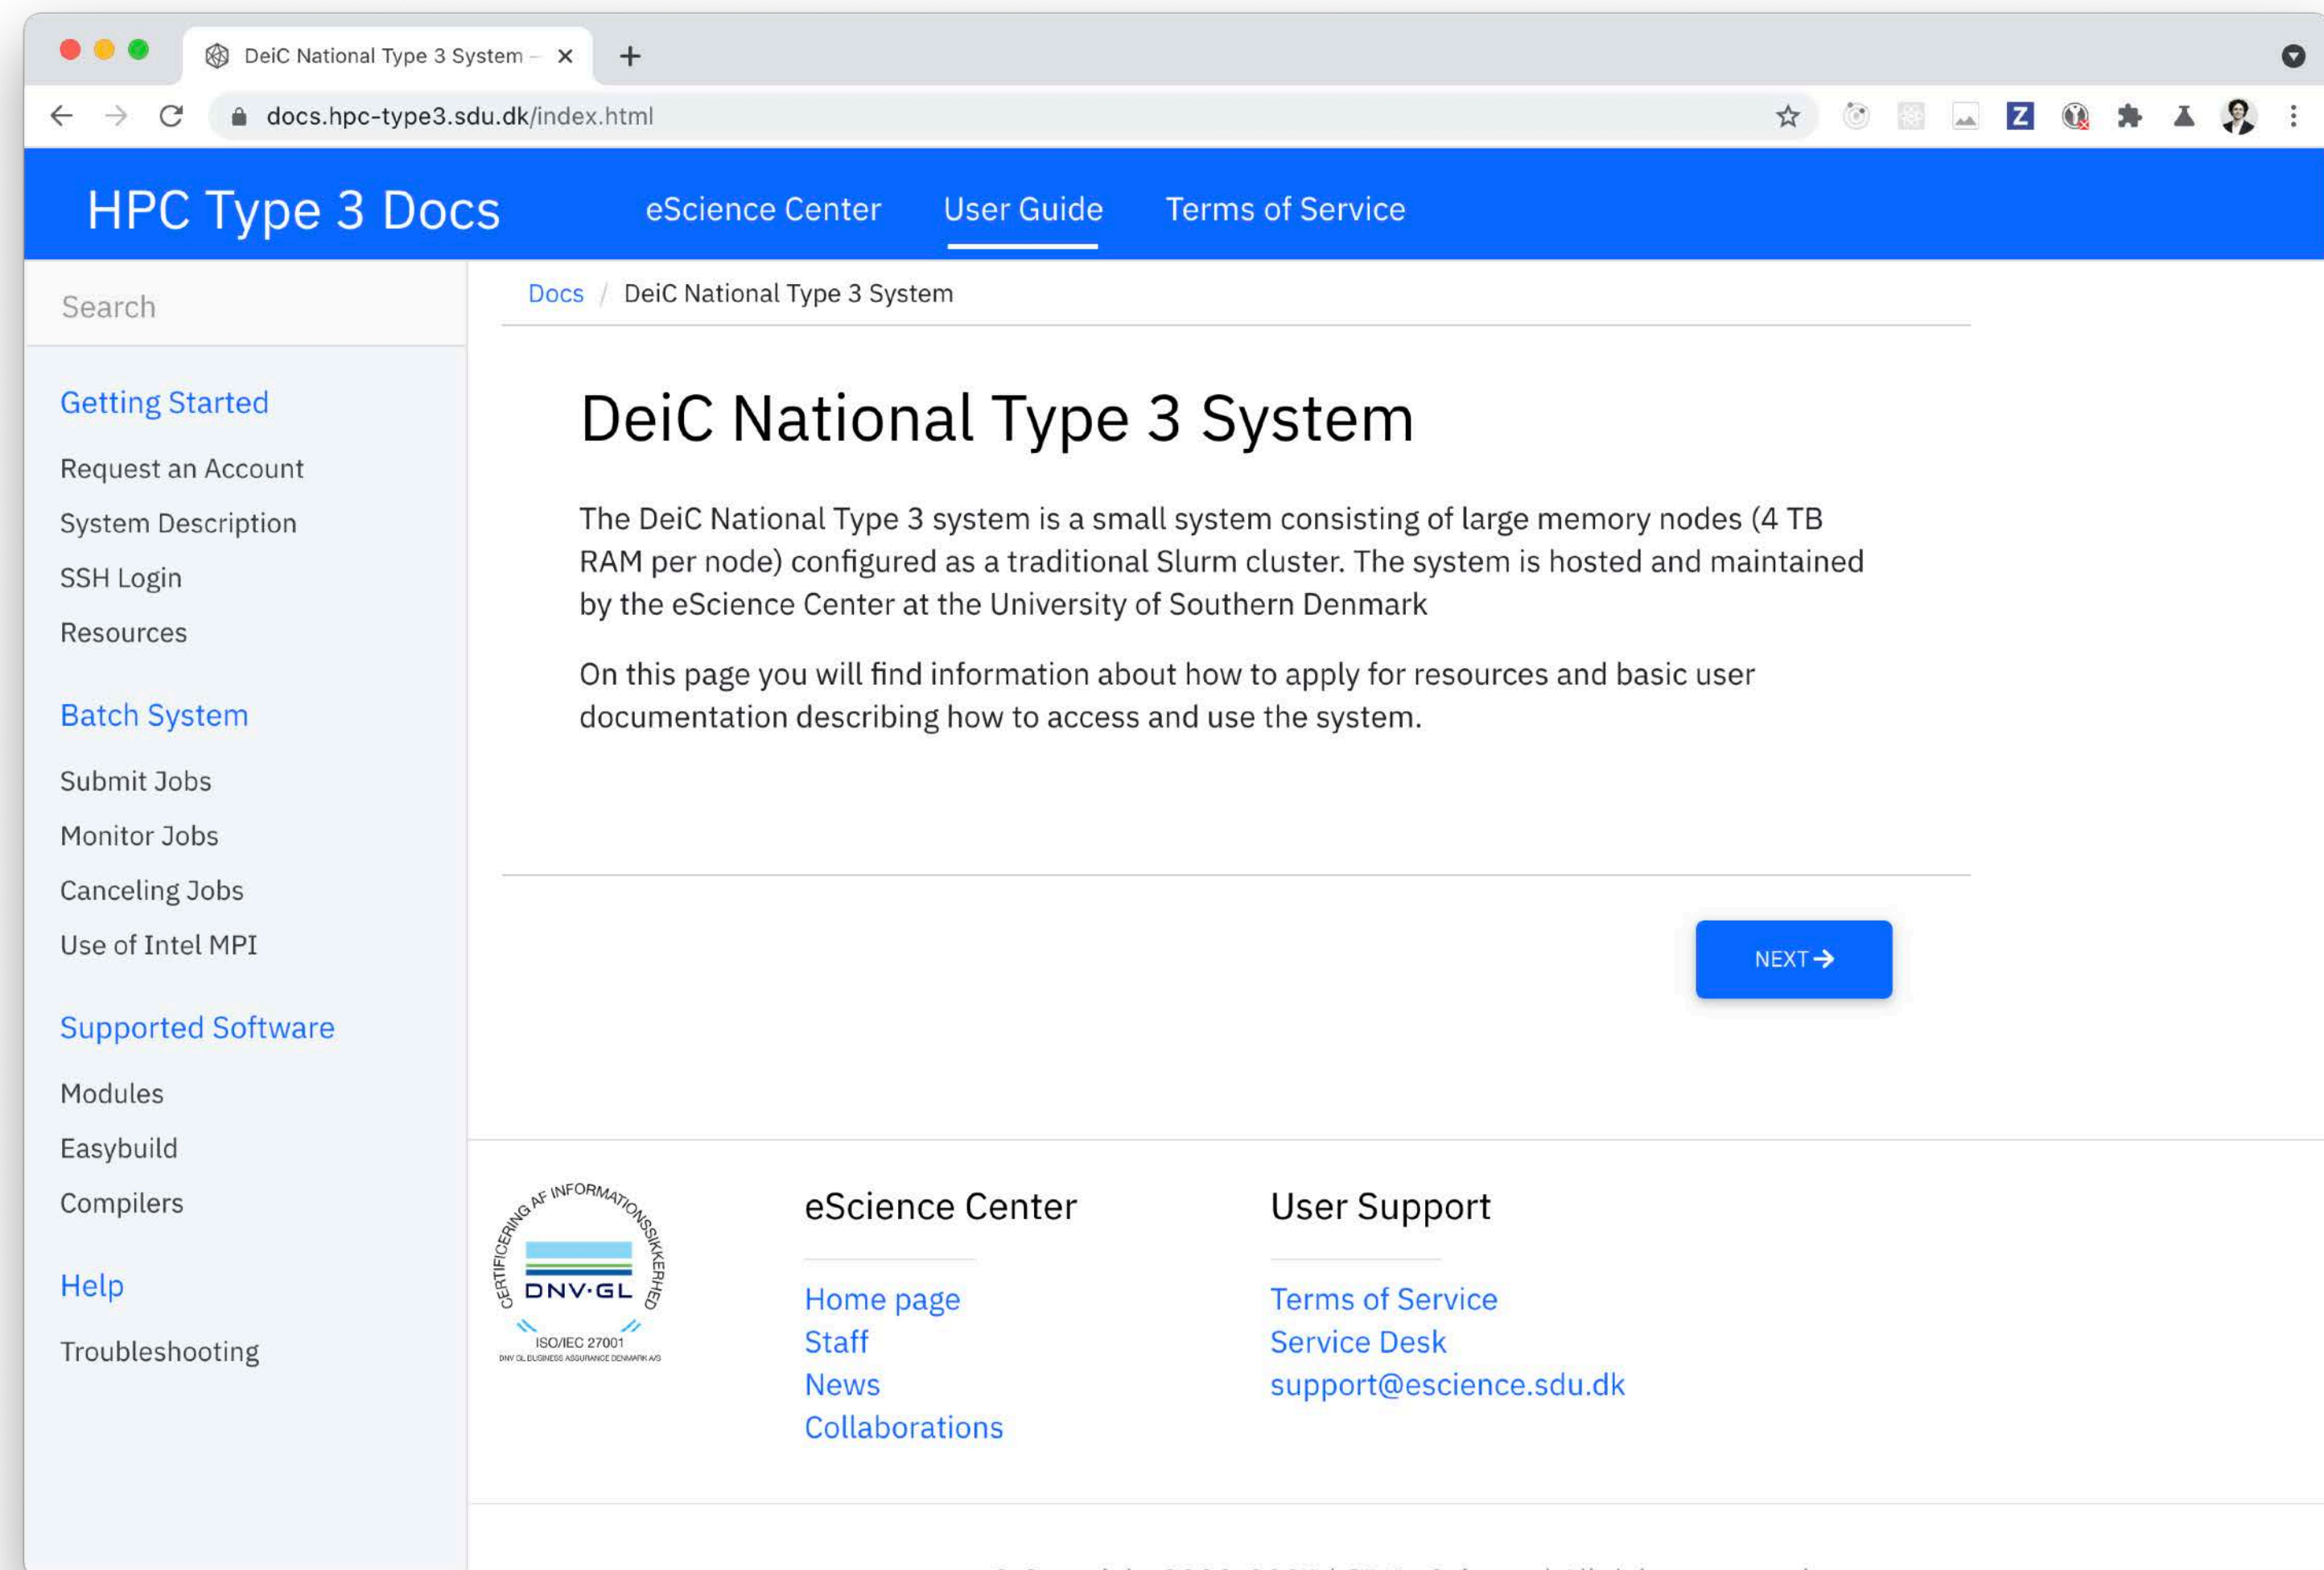 DeiC National Type 3 System –
docs.hpc-type3.sdu.dk/index.html
Z
HPC Type 3 Docs
eScience Center
User Guide
Terms of Service
Search
Getting Started
Request an Account
System Description
SSH Login
Resources
Batch System
Submit Jobs
Monitor Jobs
Canceling Jobs
Use of Intel MPI
Supported Software
Modules
Easybuild
Compilers
Help
Troubleshooting
Docs / DeiC National Type 3 System
DeiC National Type 3 System
The DeiC National Type 3 system is a small system consisting of large memory nodes (4 TB
RAM per node) configured as a traditional Slurm cluster. The system is hosted and maintained
by the eScience Center at the University of Southern Denmark
On this page you will find information about how to apply for resources and basic user
documentation describing how to access and use the system.
NEXT→
CERTIFICERING AF INFORMATIONSSIKKERHED
DNV·GL
ISO/IEC 27001
DNV GL BUSINESS ASSURANCE DENMARK A/S
eScience Center
Home page
Staff
News
Collaborations
User Support
Terms of Service
Service Desk
support@escience.sdu.dk